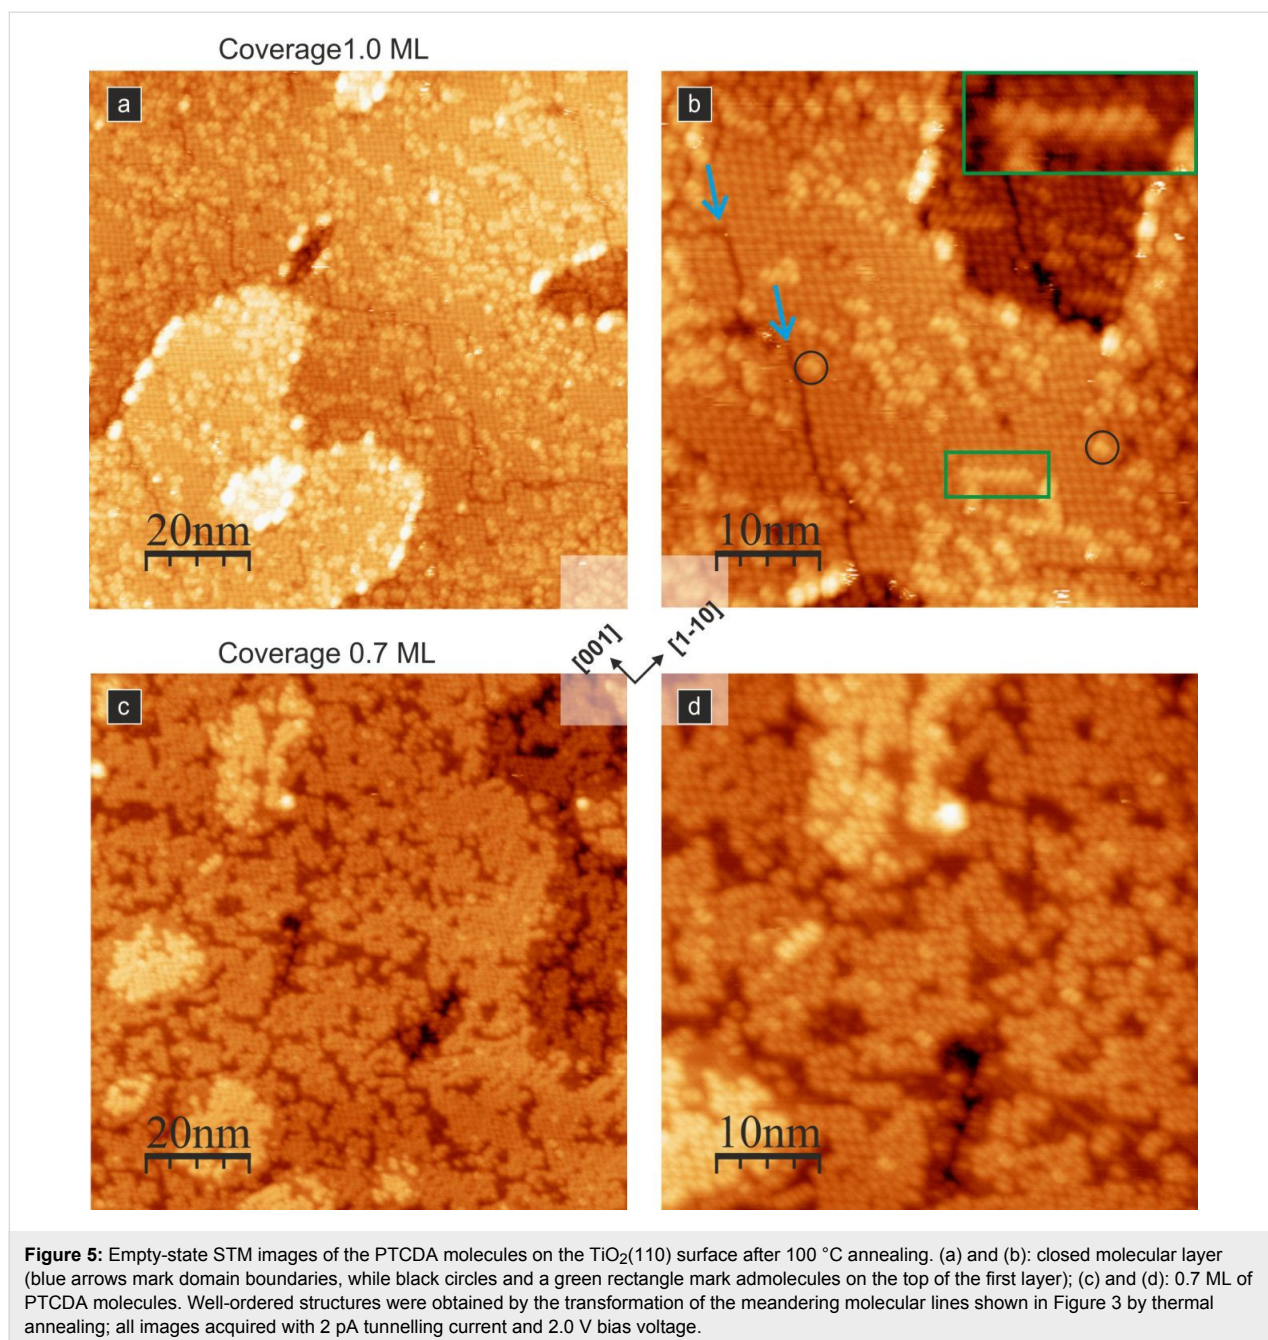 Coverage1.0 ML
a
b
20nm
10nm
[001]
[1-10]
Coverage 0.7 ML
c
d
20nm
10nm
Figure 5: Empty-state STM images of the PTCDA molecules on the TiO2(110) surface after 100 °C annealing. (a) and (b): closed molecular layer
(blue arrows mark domain boundaries, while black circles and a green rectangle mark admolecules on the top of the first layer); (c) and (d): 0.7 ML of
PTCDA molecules. Well-ordered structures were obtained by the transformation of the meandering molecular lines shown in Figure 3 by thermal
annealing; all images acquired with 2 pA tunnelling current and 2.0 V bias voltage.